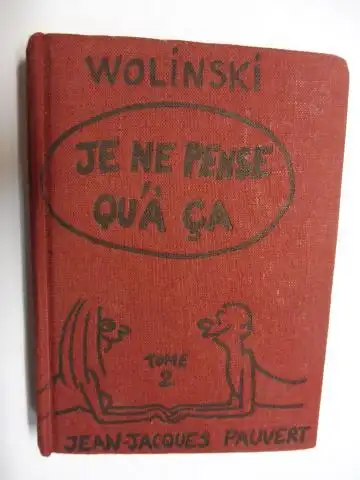 WOLiNSKi
JE NE PENSE
QU'À ÇA
TOME
2
JEAN-JACQUES PAUVERT